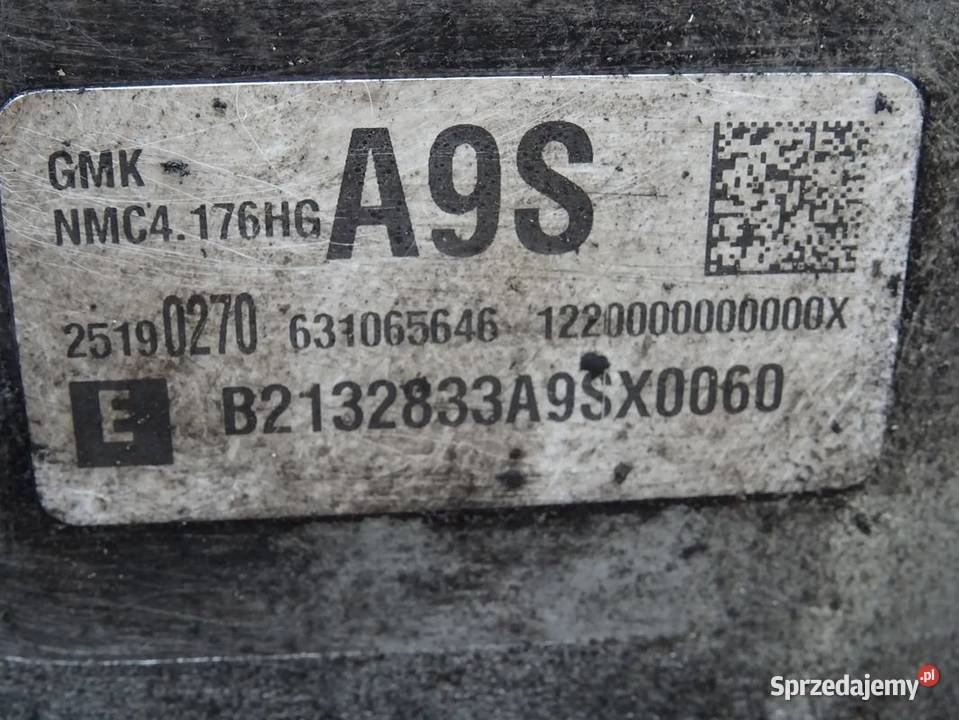 GMK
NMC4.176HG
A9S
25190270 631065646 1220000000000X
E B2132833A9SX0060
Sprzedajemy.pl